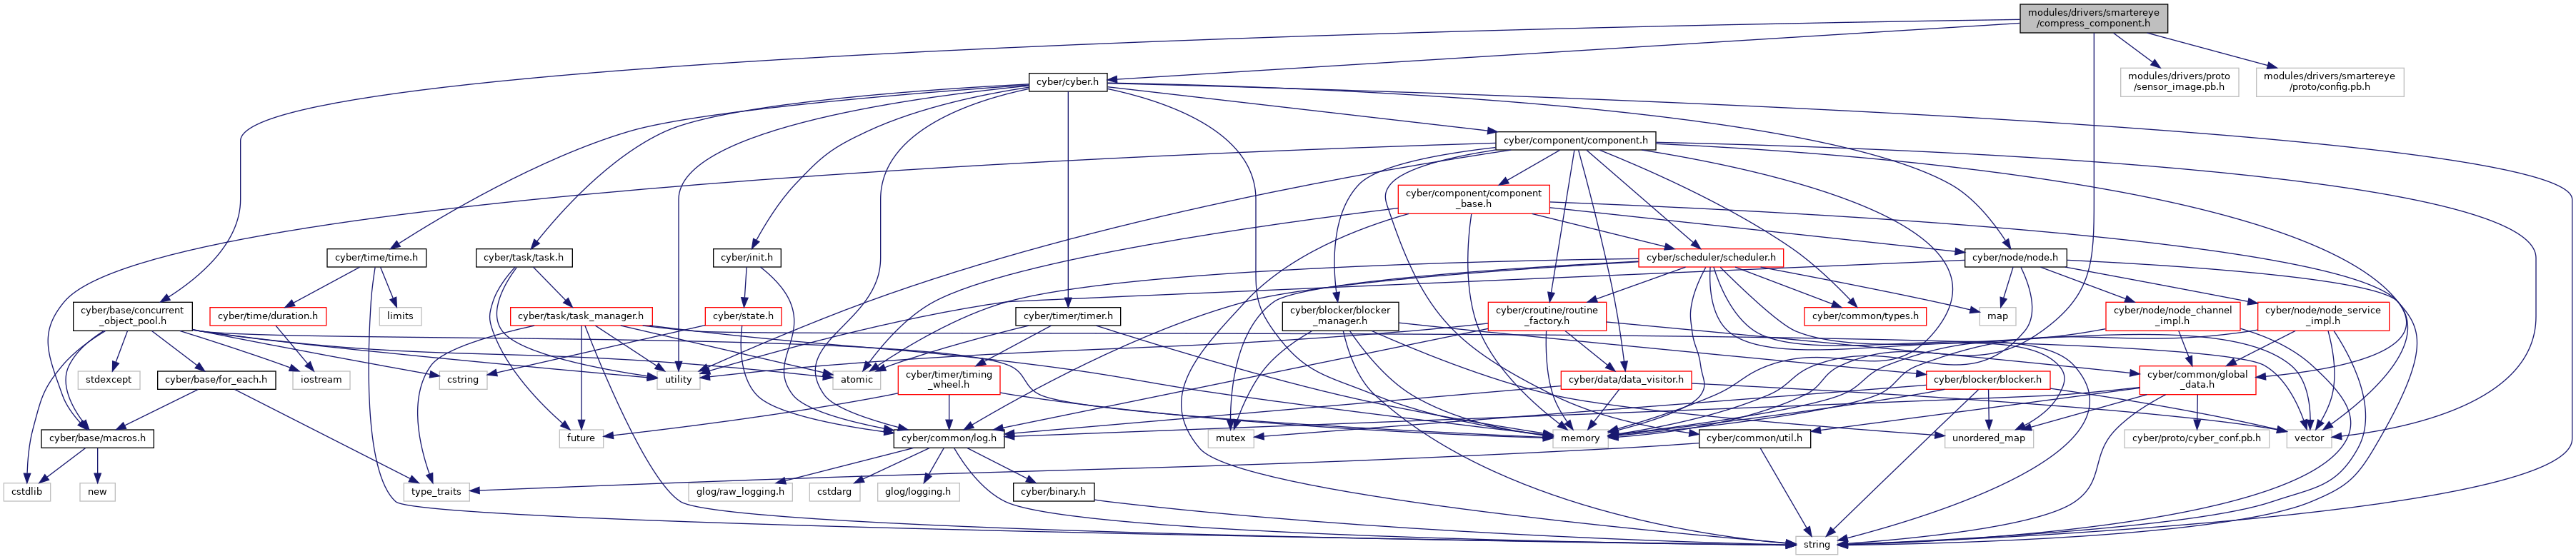 modules/drivers/smartereye
/compress_component.h
cyber/cyber.h
modules/drivers/proto
/sensor_image.pb.h
modules/drivers/smartereye
/proto/config.pb.h
cyber/component/component.h
cyber/component/component
_base.h
cyber/time/time.h
cyber/task/task.h
cyber/init.h
cyber/scheduler/scheduler.h
cyber/node/node.h
cyber/base/concurrent
_object_pool.h
cyber/time/duration.h
limits
cyber/task/task_manager.h
cyber/state.h
cyber/timer/timer.h
cyber/blocker/blocker
_manager.h
cyber/croutine/routine
_factory.h
cyber/common/types.h
map
cyber/node/node_channel
_impl.h
cyber/node/node_service
_impl.h
stdexcept
cyber/base/for_each.h
iostream
cstring
utility
atomic
cyber/timer/timing
_wheel.h
cyber/data/data_visitor.h
cyber/blocker/blocker.h
cyber/common/global
_data.h
cyber/base/macros.h
future
cyber/common/log.h
mutex
memory
cyber/common/util.h
unordered_map
cyber/proto/cyber_conf.pb.h
vector
cstdlib
new
type_traits
glog/raw_logging.h
cstdarg
glog/logging.h
cyber/binary.h
string